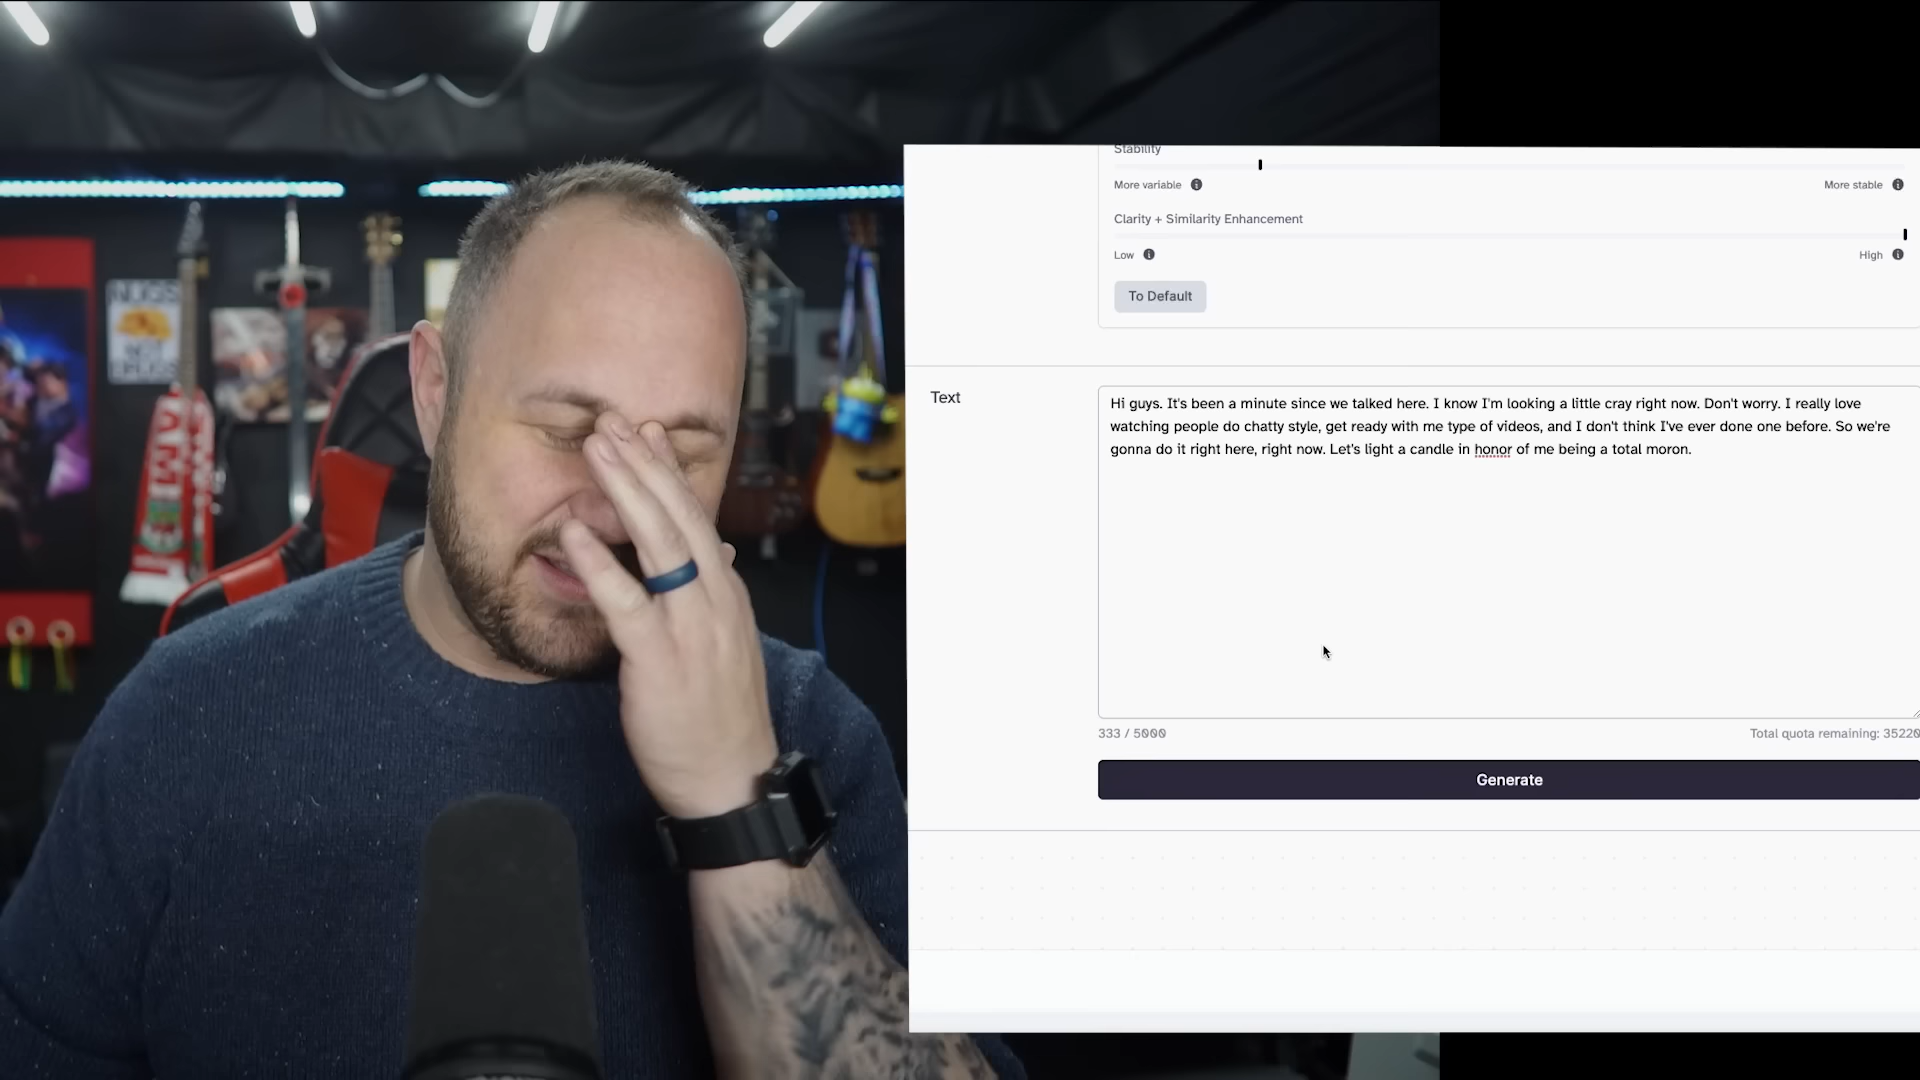 Stability
More variable
More stable
Clarity + Similarity Enhancement
Low
High
To Default
Text
Hi guys. It's been a minute since we talked here. I know I'm looking a little cray right now. Don't worry. I really love
watching people do chatty style, get ready with me type of videos, and I don't think I've ever done one before. So we're
gonna do it right here, right now. Let's light a candle in honor of me being a total moron.
333 / 5000
Total quota remaining: 35220
Generate
NUGS
NOT
DRUGS